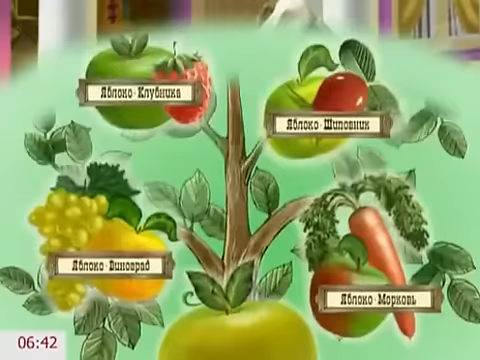 Яблоко·Клубника
Яблоко·Шиповник
Яблоко·Виноград
Яблоко·Морковь
06:42